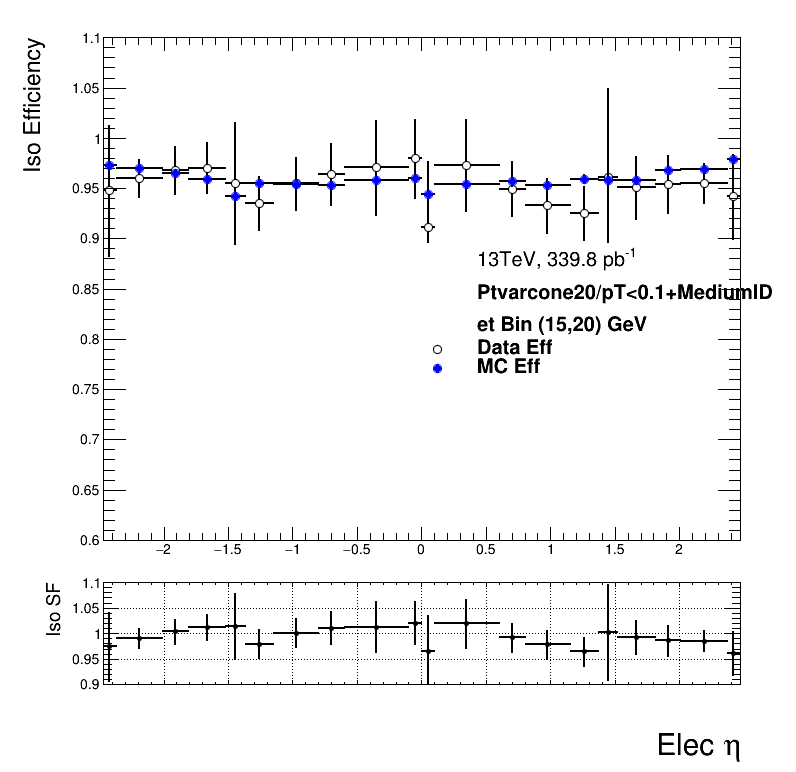 Iso Efficiency
1.1
1.05
1
0.95
0.9
0.85
0.8
0.75
0.7
0.65
0.6
13TeV, 339.8 pb-1
Ptvarcone20/pT<0.1+MediumID
et Bin (15,20) GeV
Data Eff
MC Eff
−2 −1.5 −1 −0.5 0 0.5 1 1.5 2
Iso SF
1.1
1.05
1
0.95
0.9
Elec η